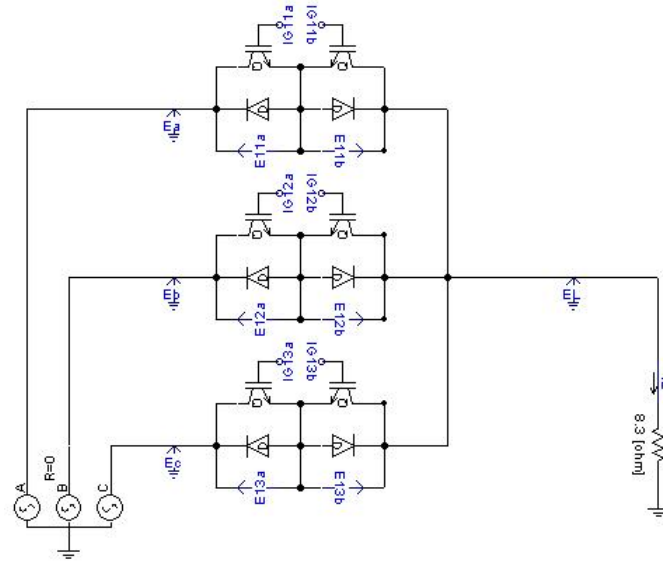 IG11a
IG11b
Ea
E11a
E11b
IG12a
IG12b
Eb
EL
E12a
E12b
IG13a
IG13b
8.3 [ohm]
Ec
E13a
E13b
R=0
A
B
C